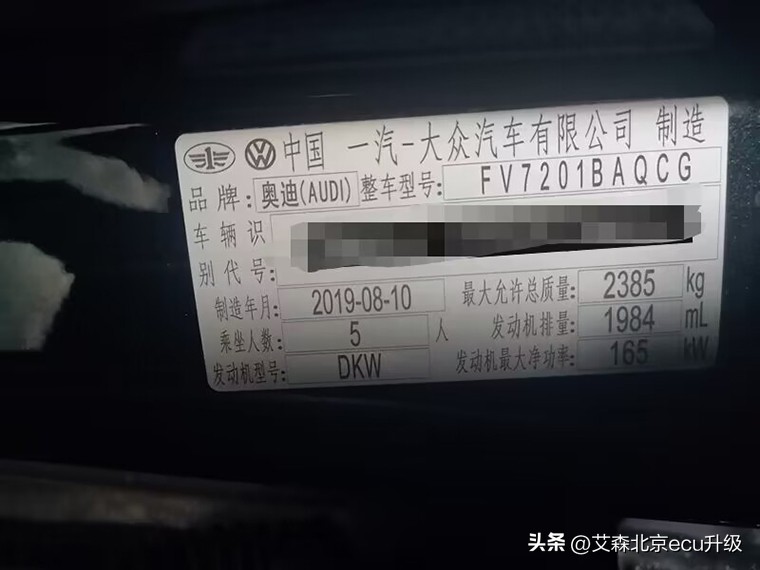 中国 一汽-大众汽车有限公司 制造
品牌: 奥迪(AUDI) 整车型号: FV7201BAQCG
车辆识
别代号:
制造年月: 2019-08-10 最大允许总质量: 2385 kg
乘坐人数: 5 人 发动机排量: 1984 mL
发动机型号: DKW 发动机最大净功率: 165 kW
头条 @艾森北京ecu升级